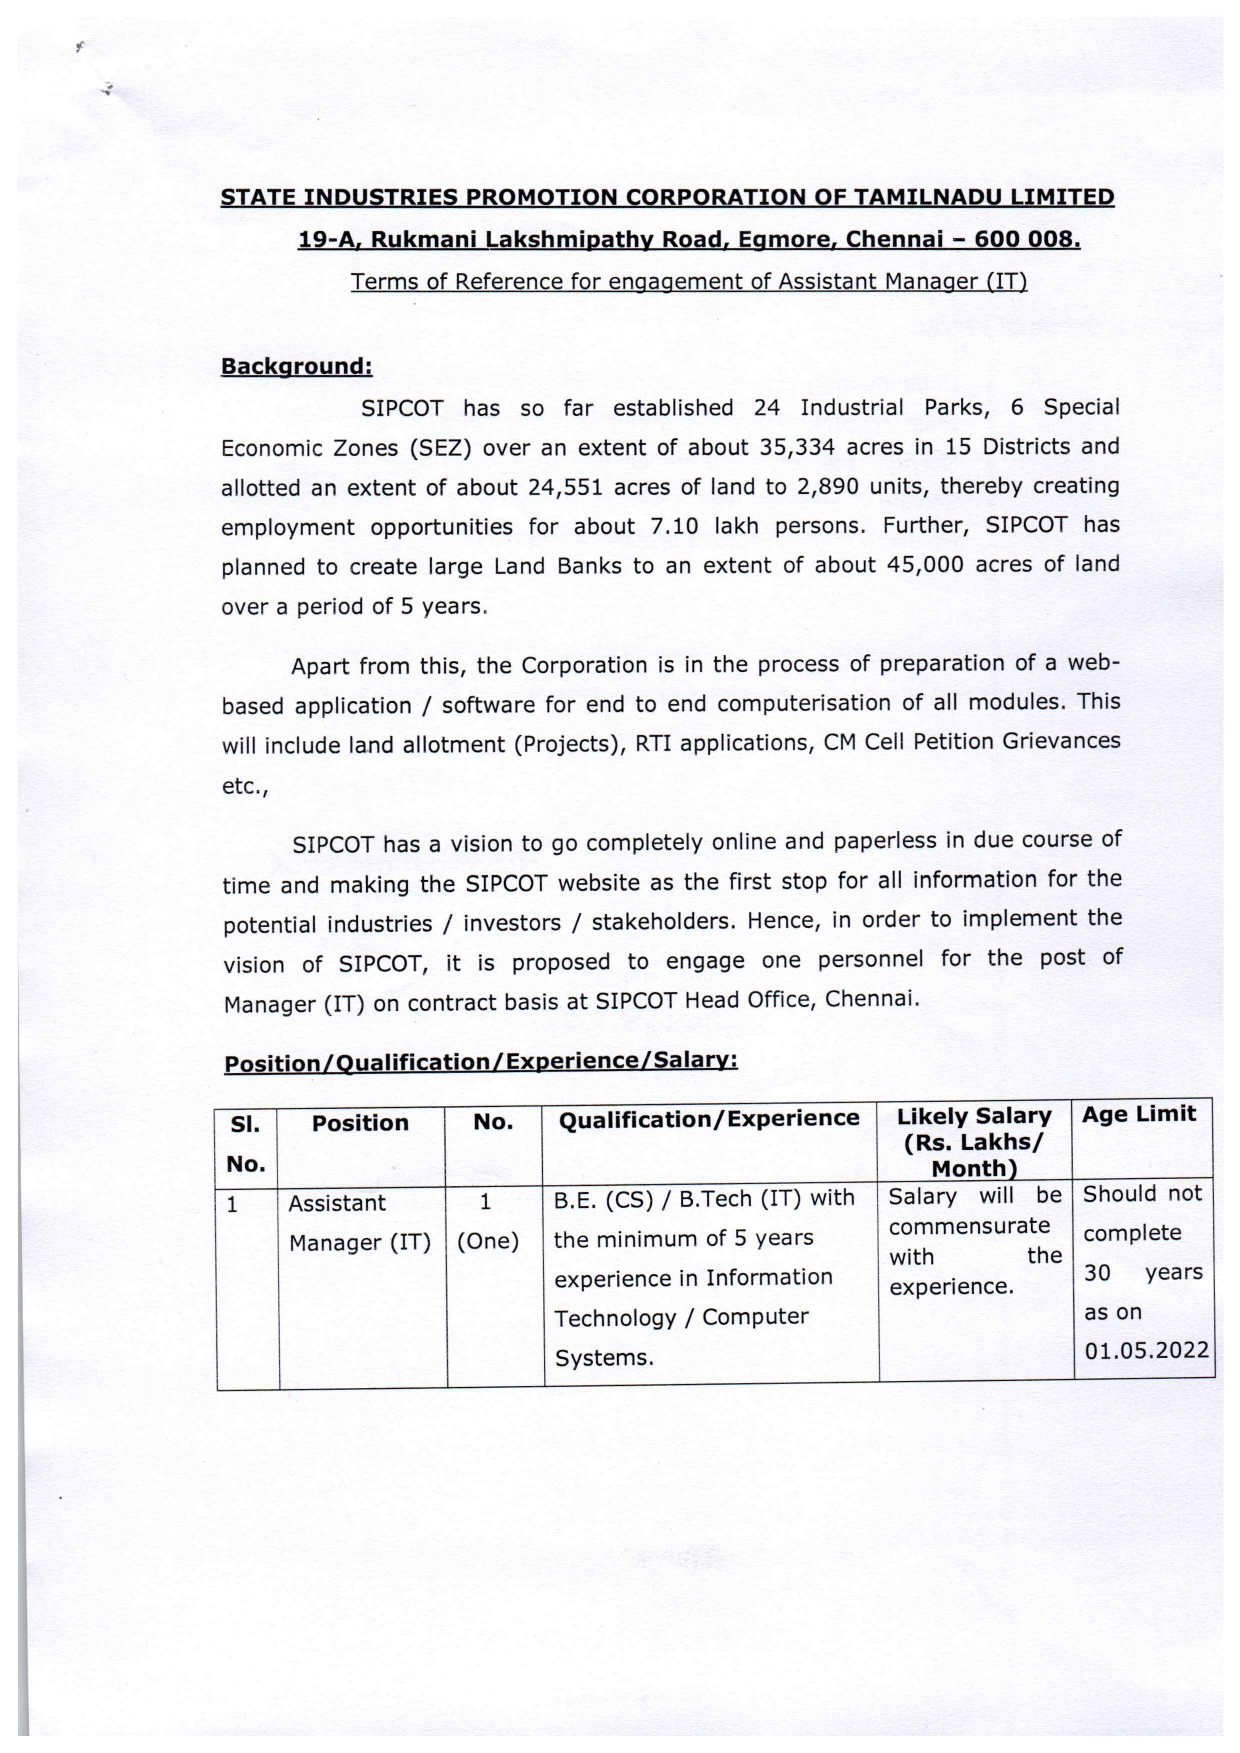 STATE INDUSTRIES PROMOTION CORPORATION OF TAMILNADU LIMITED
19-A, Rukmani Lakshmipathy Road, Egmore, Chennai – 600 008.
Terms of Reference for engagement of Assistant Manager (IT)
Background:
SIPCOT has so far established 24 Industrial Parks, 6 Special
Economic Zones (SEZ) over an extent of about 35,334 acres in 15 Districts and
allotted an extent of about 24,551 acres of land to 2,890 units, thereby creating
employment opportunities for about 7.10 lakh persons. Further, SIPCOT has
planned to create large Land Banks to an extent of about 45,000 acres of land
over a period of 5 years.
Apart from this, the Corporation is in the process of preparation of a web-
based application / software for end to end computerisation of all modules. This
will include land allotment (Projects), RTI applications, CM Cell Petition Grievances
etc.,
SIPCOT has a vision to go completely online and paperless in due course of
time and making the SIPCOT website as the first stop for all information for the
potential industries / investors / stakeholders. Hence, in order to implement the
vision of SIPCOT, it is proposed to engage one personnel for the post of
Manager (IT) on contract basis at SIPCOT Head Office, Chennai.
Position/Qualification/Experience/Salary:
Sl.
No.
Position
No.
Qualification/Experience
Likely Salary
(Rs. Lakhs/
Month)
Age Limit
1
Assistant
Manager (IT)
1
(One)
B.E. (CS) / B.Tech (IT) with
the minimum of 5 years
experience in Information
Technology / Computer
Systems.
Salary will be
commensurate
with the
experience.
Should not
complete
30 years
as on
01.05.2022